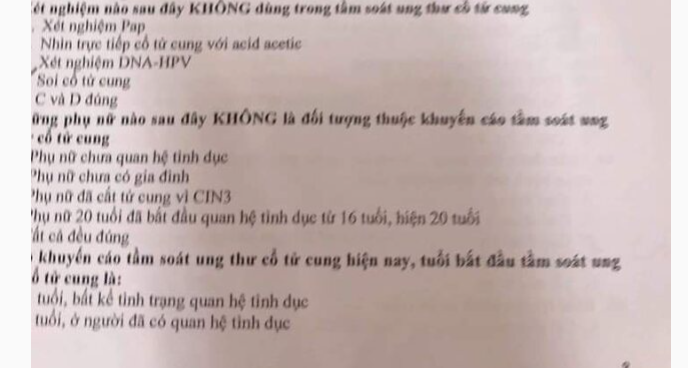 nghiệm nào sau đây KHÔNG dùng trong tầm soát ung thư cổ tử cung
Xét nghiệm Pap
Nhìn trực tiếp cổ tử cung với acid acetic
Xét nghiệm DNA-HPV
Soi cổ tử cung
C và D đúng
phụ nữ nào sau đây KHÔNG là đối tượng thuộc khuyến cáo tầm soát ung
cổ tử cung
Phụ nữ chưa quan hệ tình dục
Phụ nữ chưa có gia đình
Phụ nữ đã cắt tử cung vì CIN3
Phụ nữ 20 tuổi đã bắt đầu quan hệ tình dục từ 16 tuổi, hiện 20 tuổi
cả đều đúng
khuyến cáo tầm soát ung thư cổ tử cung hiện nay, tuổi bắt đầu tầm soát ung
tử cung là:
tuổi, bất kể tình trạng quan hệ tình dục
tuổi, ở người đã có quan hệ tình dục